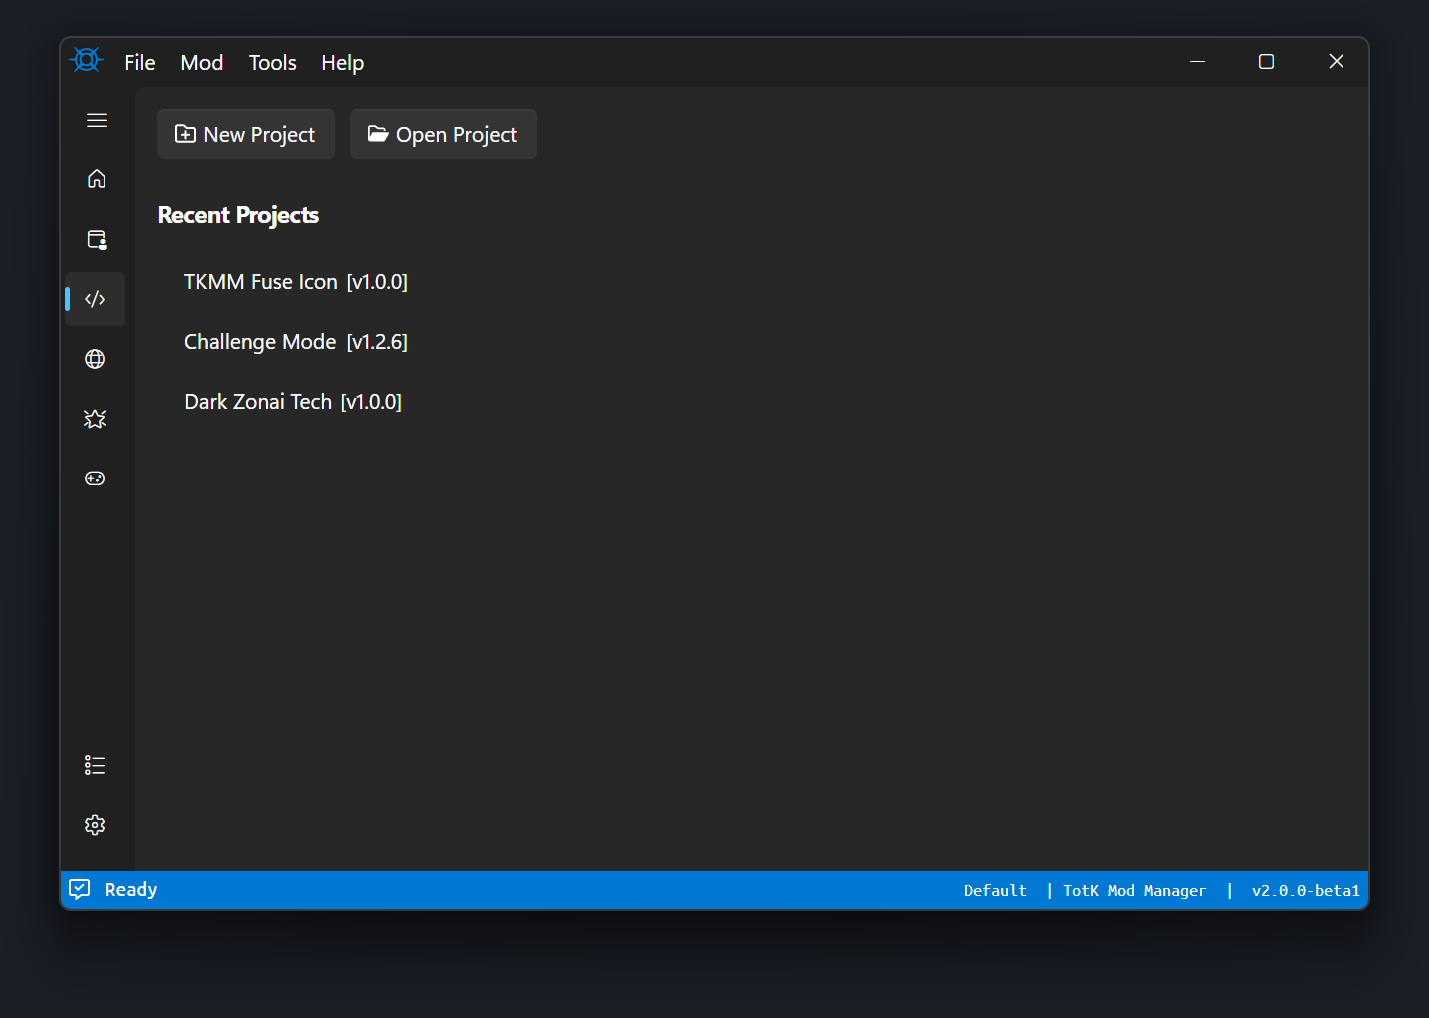 File Mod Tools Help
New Project Open Project
Recent Projects
TKMM Fuse Icon [v1.0.0]
Challenge Mode [v1.2.6]
Dark Zonai Tech [v1.0.0]
Ready Default | TotK Mod Manager | v2.0.0-beta1